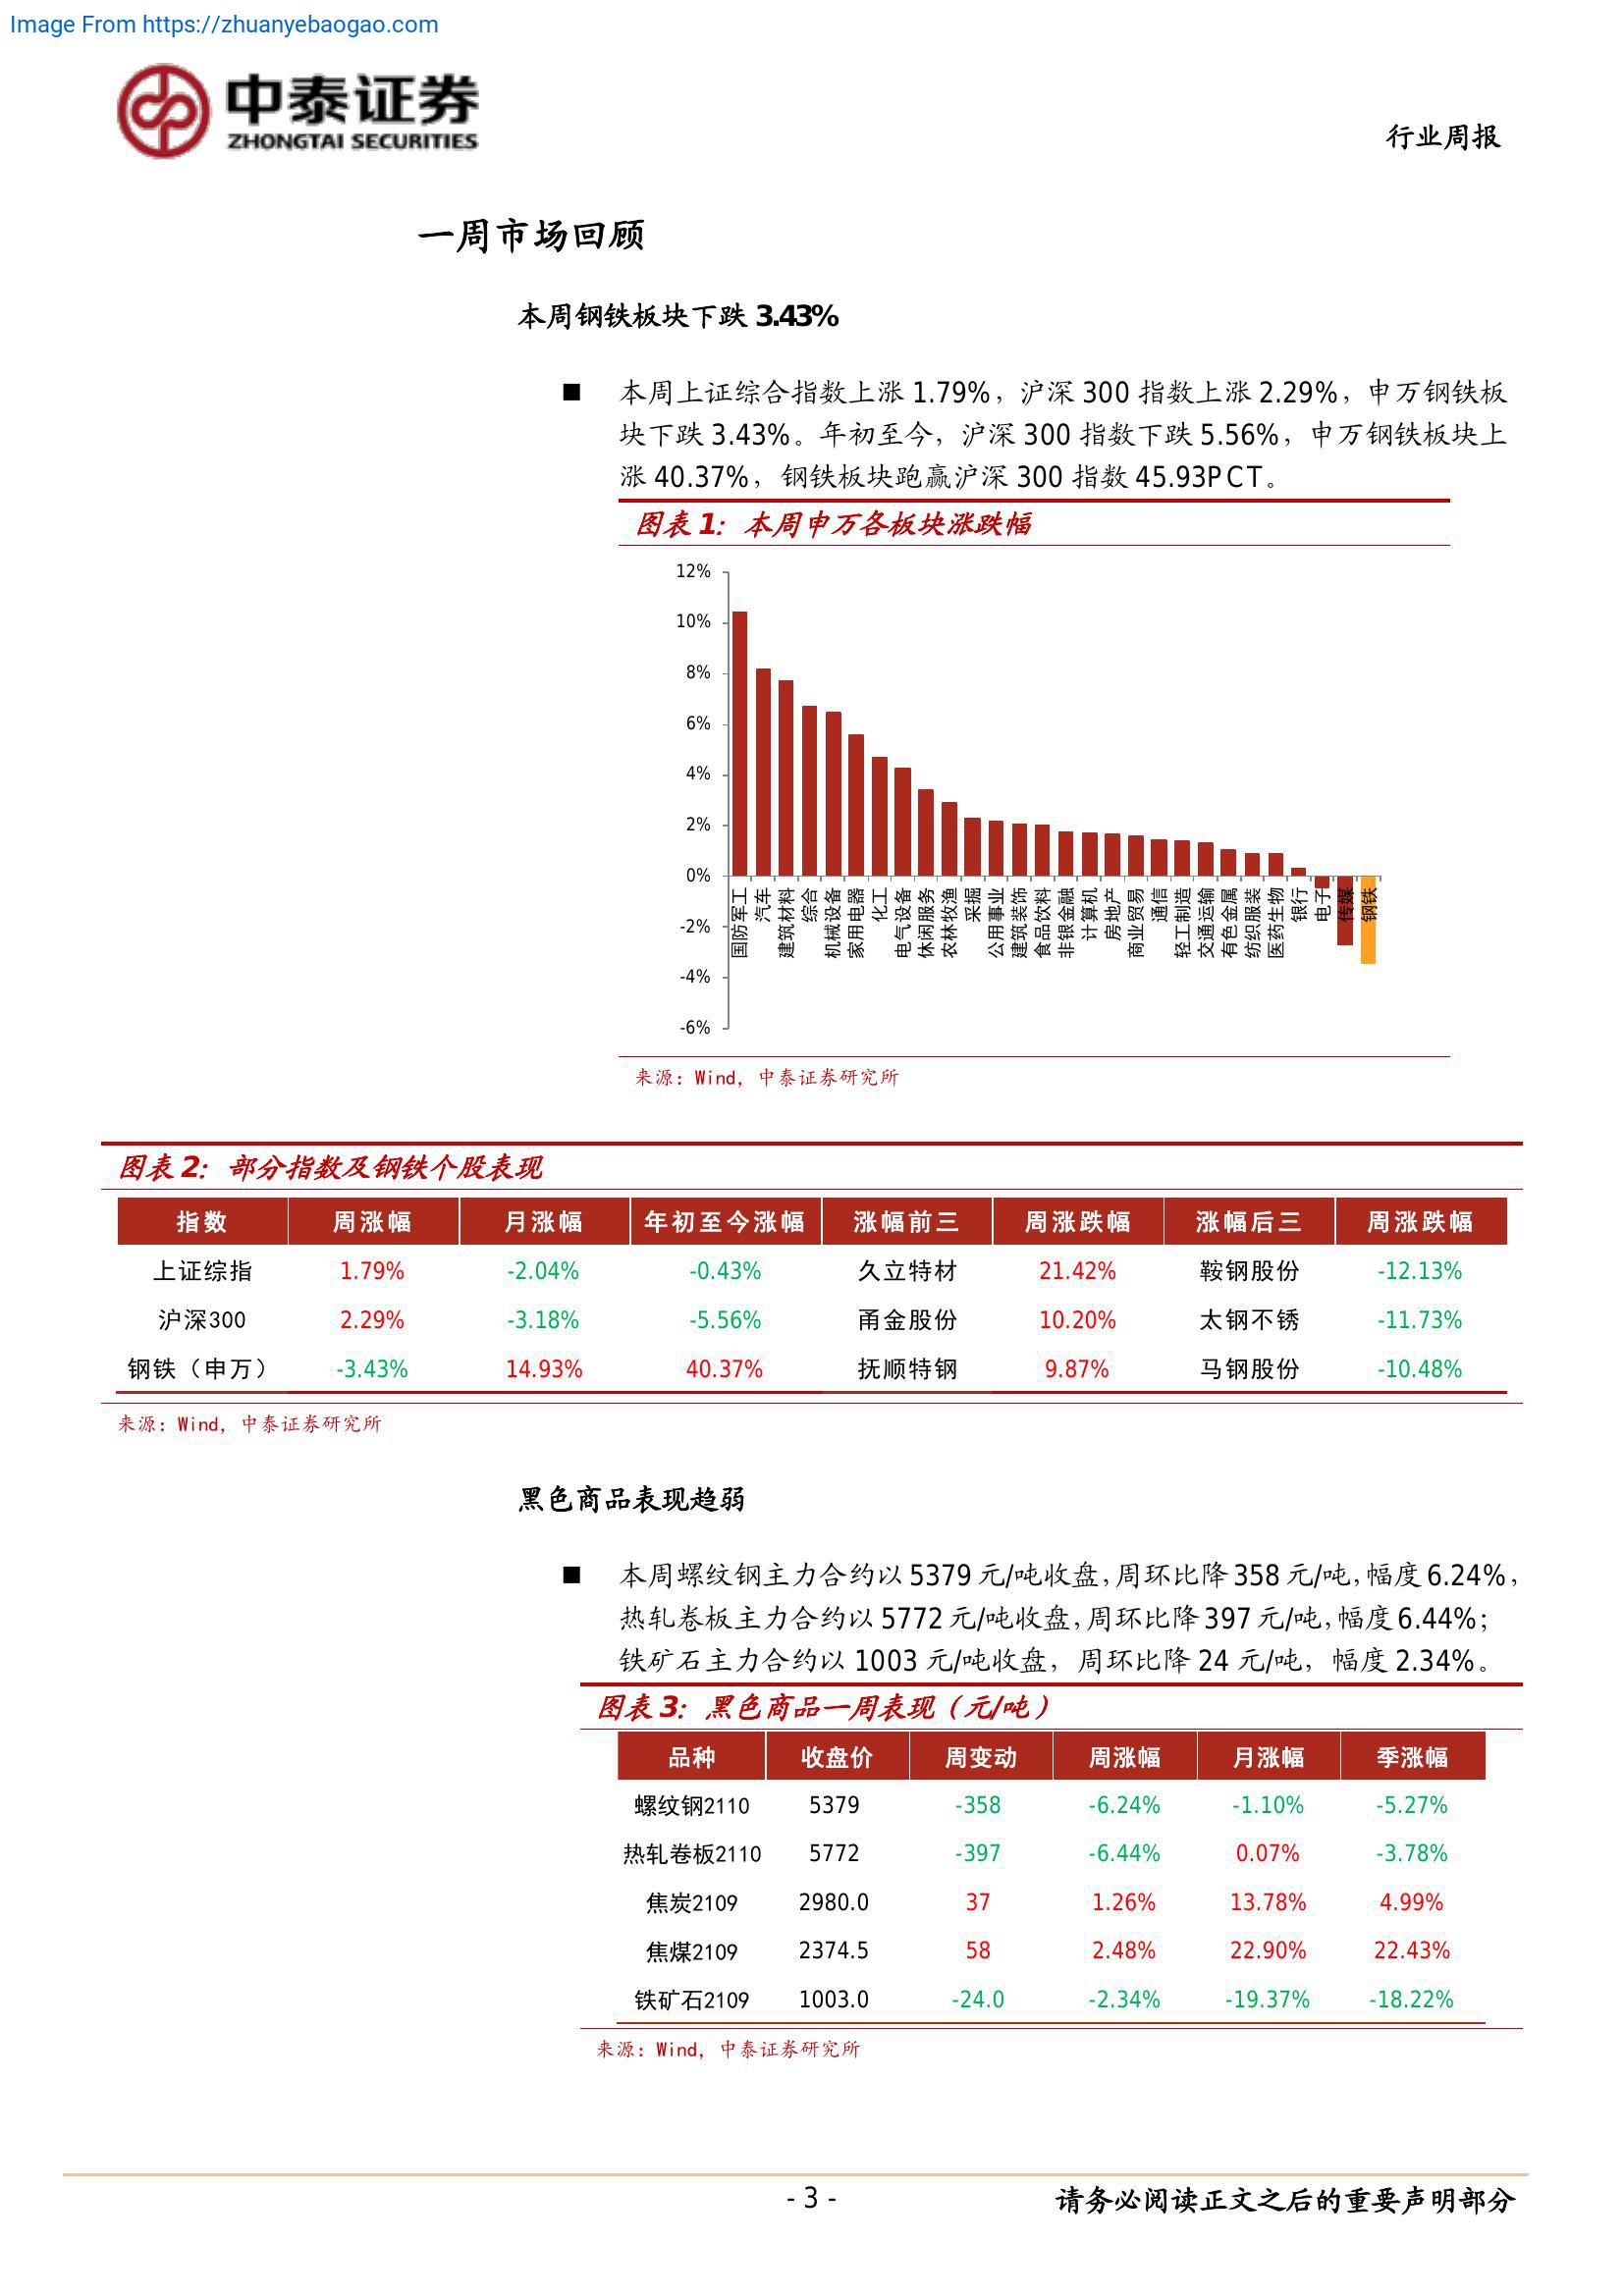 Image From https://zhuanyebaogao.com
中泰证券
ZHONGTAI SECURITIES
行业周报
一周市场回顾
本周钢铁板块下跌 3.43%
■ 本周上证综合指数上涨 1.79%，沪深 300 指数上涨 2.29%，申万钢铁板
块下跌 3.43%。年初至今，沪深 300 指数下跌 5.56%，申万钢铁板块上
涨 40.37%，钢铁板块跑赢沪深 300 指数 45.93PCT。
图表 1：本周申万各板块涨跌幅
12%
10%
8%
6%
4%
2%
0%
-2%
-4%
-6%
国防军工
汽车
建筑材料
综合
机械设备
家用电器
化工
电气设备
休闲服务
农林牧渔
采掘
公用事业
建筑装饰
食品饮料
非银金融
计算机
房地产
商业贸易
通信
轻工制造
交通运输
有色金属
纺织服装
医药生物
银行
电子
传媒
钢铁
来源：Wind，中泰证券研究所
图表 2：部分指数及钢铁个股表现
指数 周涨幅 月涨幅 年初至今涨幅 涨幅前三 周涨跌幅 涨幅后三 周涨跌幅
上证综指 1.79% -2.04% -0.43% 久立特材 21.42% 鞍钢股份 -12.13%
沪深300 2.29% -3.18% -5.56% 甬金股份 10.20% 太钢不锈 -11.73%
钢铁（申万） -3.43% 14.93% 40.37% 抚顺特钢 9.87% 马钢股份 -10.48%
来源：Wind，中泰证券研究所
黑色商品表现趋弱
■ 本周螺纹钢主力合约以 5379 元/吨收盘，周环比降 358 元/吨，幅度 6.24%，
热轧卷板主力合约以 5772 元/吨收盘，周环比降 397 元/吨，幅度 6.44%；
铁矿石主力合约以 1003 元/吨收盘，周环比降 24 元/吨，幅度 2.34%。
图表 3：黑色商品一周表现（元/吨）
品种 收盘价 周变动 周涨幅 月涨幅 季涨幅
螺纹钢2110 5379 -358 -6.24% -1.10% -5.27%
热轧卷板2110 5772 -397 -6.44% 0.07% -3.78%
焦炭2109 2980.0 37 1.26% 13.78% 4.99%
焦煤2109 2374.5 58 2.48% 22.90% 22.43%
铁矿石2109 1003.0 -24.0 -2.34% -19.37% -18.22%
来源：Wind，中泰证券研究所
- 3 -
请务必阅读正文之后的重要声明部分